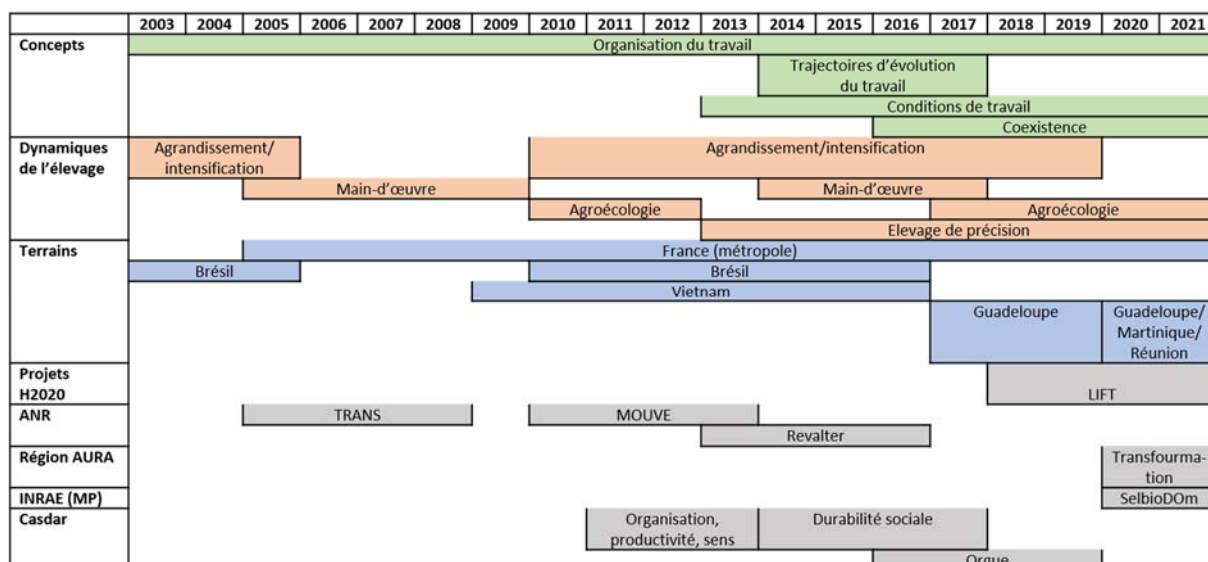 2003 2004 2005 2006 2007 2008 2009 2010 2011 2012 2013 2014 2015 2016 2017 2018 2019 2020 2021
Concepts
Organisation du travail
Trajectoires d'évolution
du travail
Conditions de travail
Coexistence
Dynamiques
de l'élevage
Agrandissement/
intensification
Agrandissement/intensification
Main-d'œuvre
Main-d'œuvre
Agroécologie
Agroécologie
Elevage de précision
Terrains
France (métropole)
Brésil
Brésil
Vietnam
Guadeloupe
Guadeloupe/
Martinique/
Réunion
Projets
H2020
LIFT
ANR
TRANS
MOUVE
Revalter
Région AURA
Transfourma-
tion
INRAE (MP)
SelbioDOm
Casdar
Organisation,
productivité, sens
Durabilité sociale
Orgue